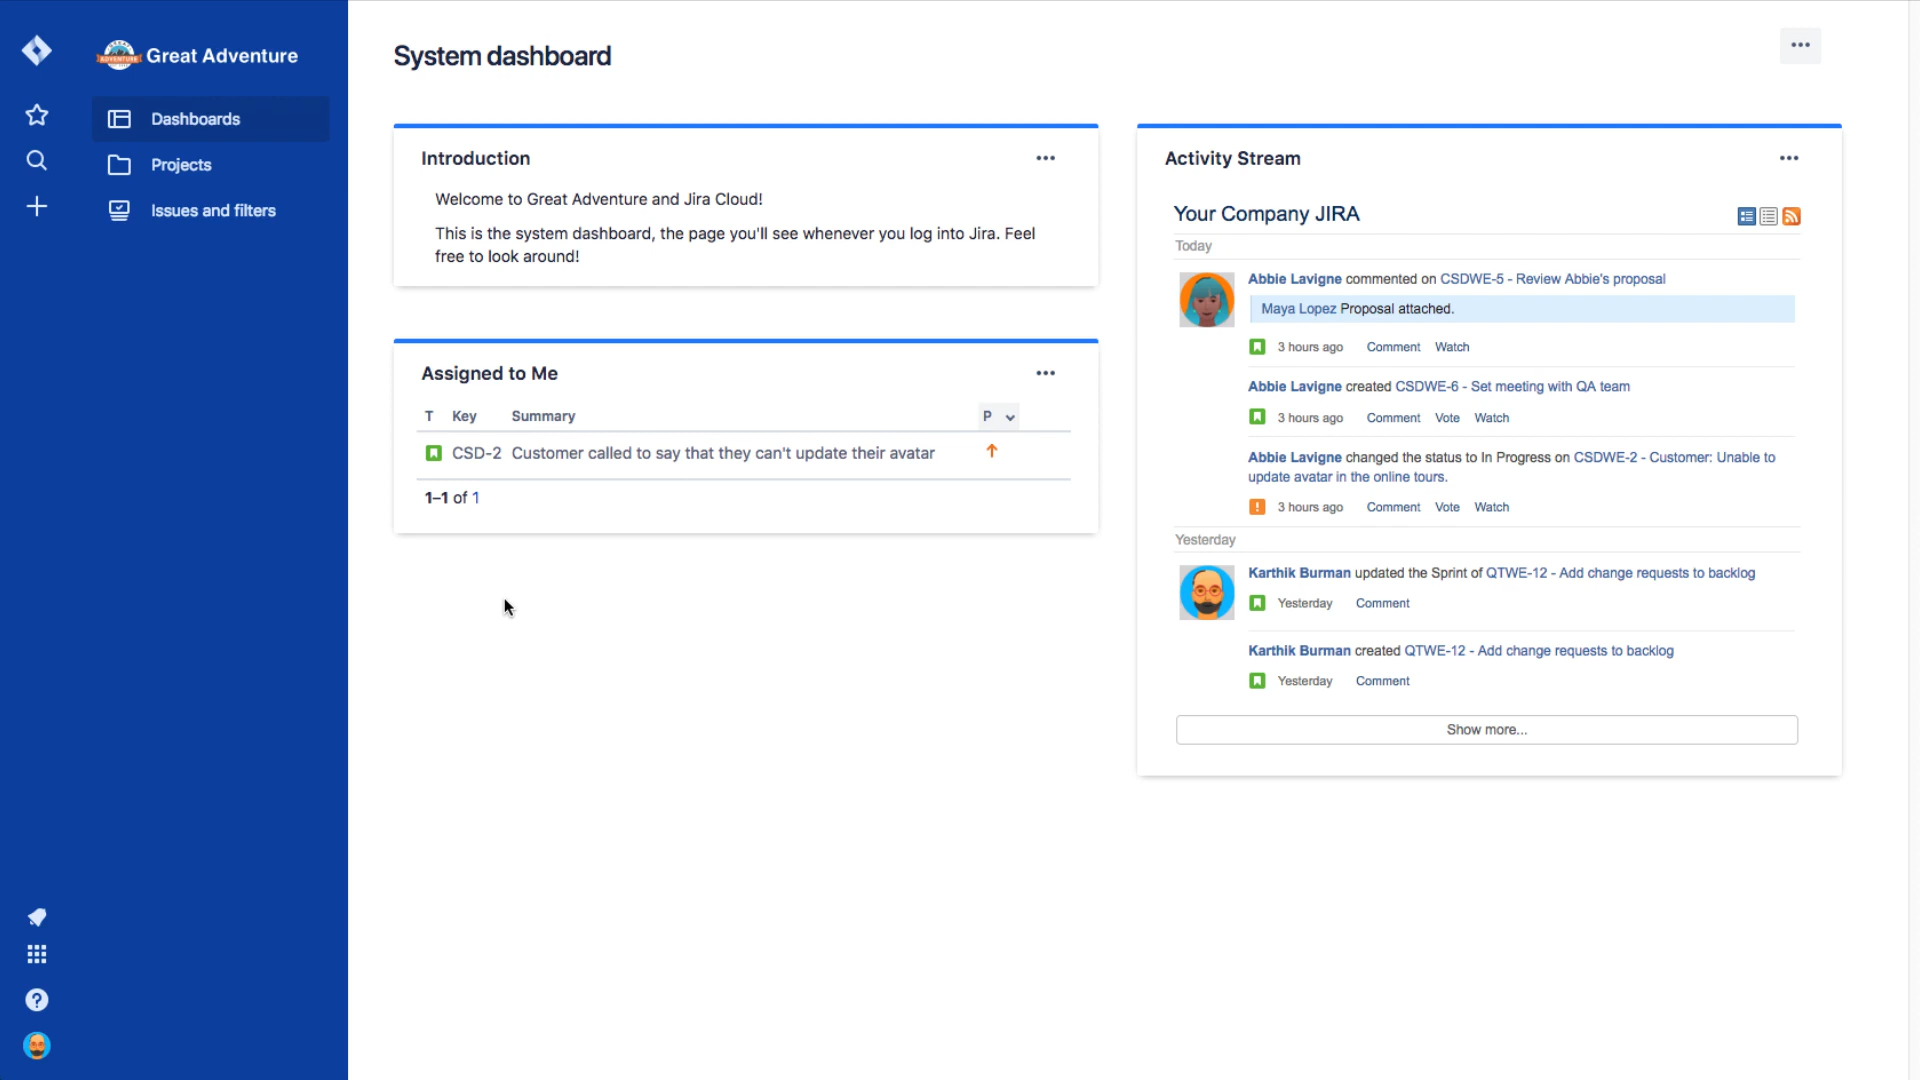 Great Adventure
Dashboards
Projects
Issues and filters
System dashboard
Introduction
Welcome to Great Adventure and Jira Cloud!
This is the system dashboard, the page you'll see whenever you log into Jira. Feel
free to look around!
Assigned to Me
T Key Summary P
CSD-2 Customer called to say that they can't update their avatar
1–1 of 1
Activity Stream
Your Company JIRA
Today
Abbie Lavigne commented on CSDWE-5 - Review Abbie's proposal
Maya Lopez Proposal attached.
3 hours ago Comment Watch
Abbie Lavigne created CSDWE-6 - Set meeting with QA team
3 hours ago Comment Vote Watch
Abbie Lavigne changed the status to In Progress on CSDWE-2 - Customer: Unable to
update avatar in the online tours.
3 hours ago Comment Vote Watch
Yesterday
Karthik Burman updated the Sprint of QTWE-12 - Add change requests to backlog
Yesterday Comment
Karthik Burman created QTWE-12 - Add change requests to backlog
Yesterday Comment
Show more...